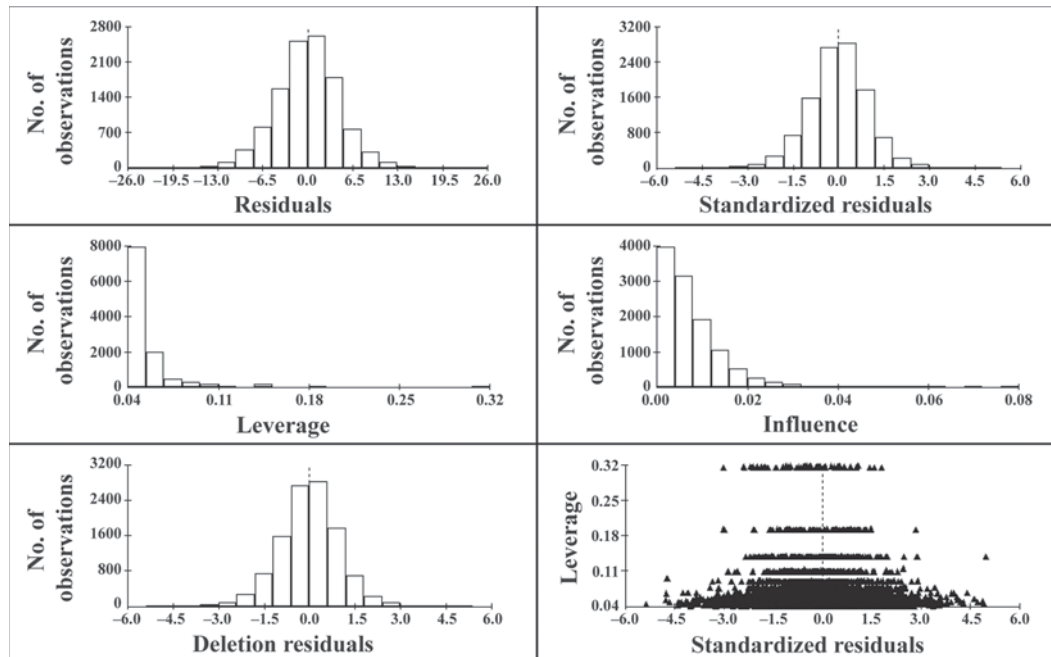 No. of
observations
2800
2100
1400
700
0
−26.0 −19.5 −13.0 −6.5 0.0 6.5 13.0 19.5 26.0
Residuals
No. of
observations
3200
2400
1600
800
0
−6.0 −4.5 −3.0 −1.5 0.0 1.5 3.0 4.5 6.0
Standardized residuals
No. of
observations
8000
6000
4000
2000
0
0.04 0.11 0.18 0.25 0.32
Leverage
No. of
observations
4000
3000
2000
1000
0
0.00 0.02 0.04 0.06 0.08
Influence
No. of
observations
3200
2400
1600
800
0
−6.0 −4.5 −3.0 −1.5 0.0 1.5 3.0 4.5 6.0
Deletion residuals
Leverage
0.32
0.25
0.18
0.11
0.04
−6.0 −4.5 −3.0 −1.5 0.0 1.5 3.0 4.5 6.0
Standardized residuals